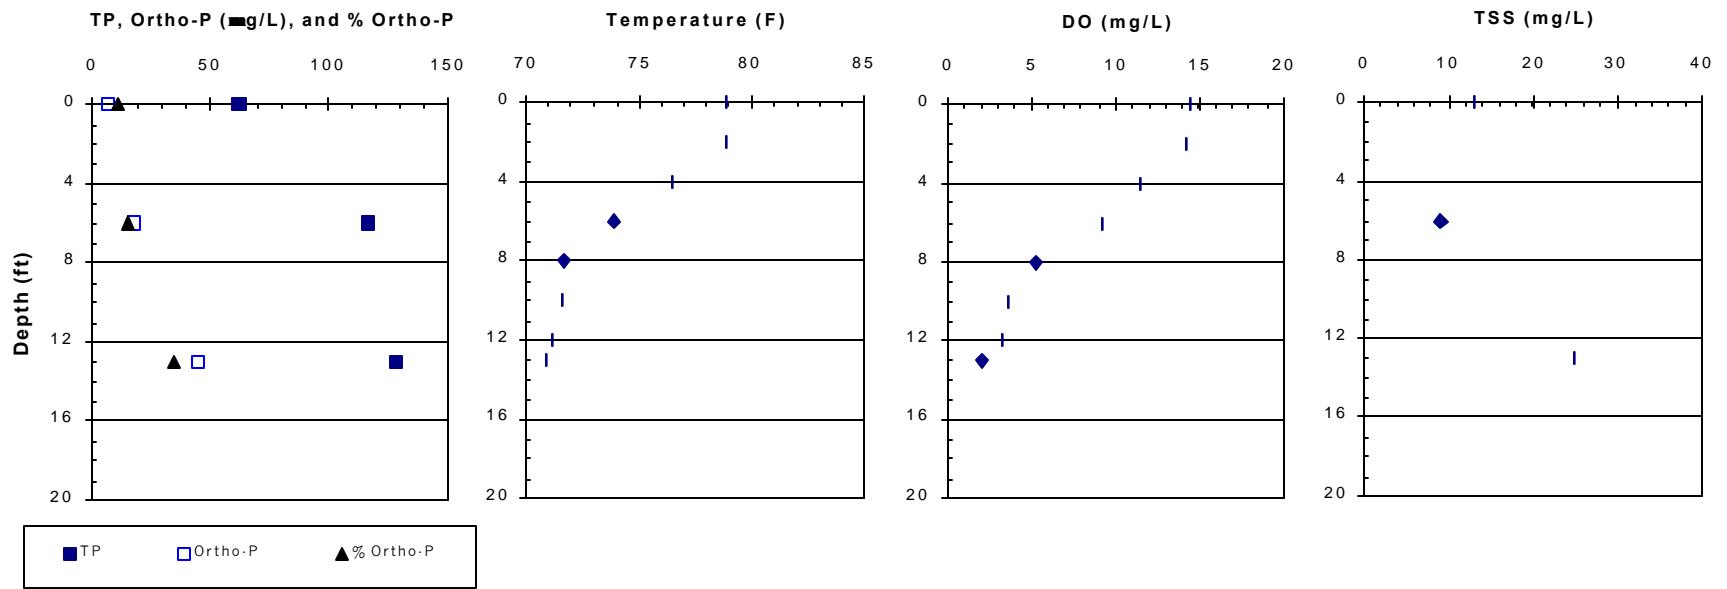 TP, Ortho-P (g/L), and % Ortho-P
Temperature (F)
DO (mg/L)
TSS (mg/L)
0 50 100 150
70 75 80 85
0 5 10 15 20
0 10 20 30 40
Depth (ft)
0
4
8
12
16
20
0
4
8
12
16
20
0
4
8
12
16
20
0
4
8
12
16
20
TP Ortho-P % Ortho-P